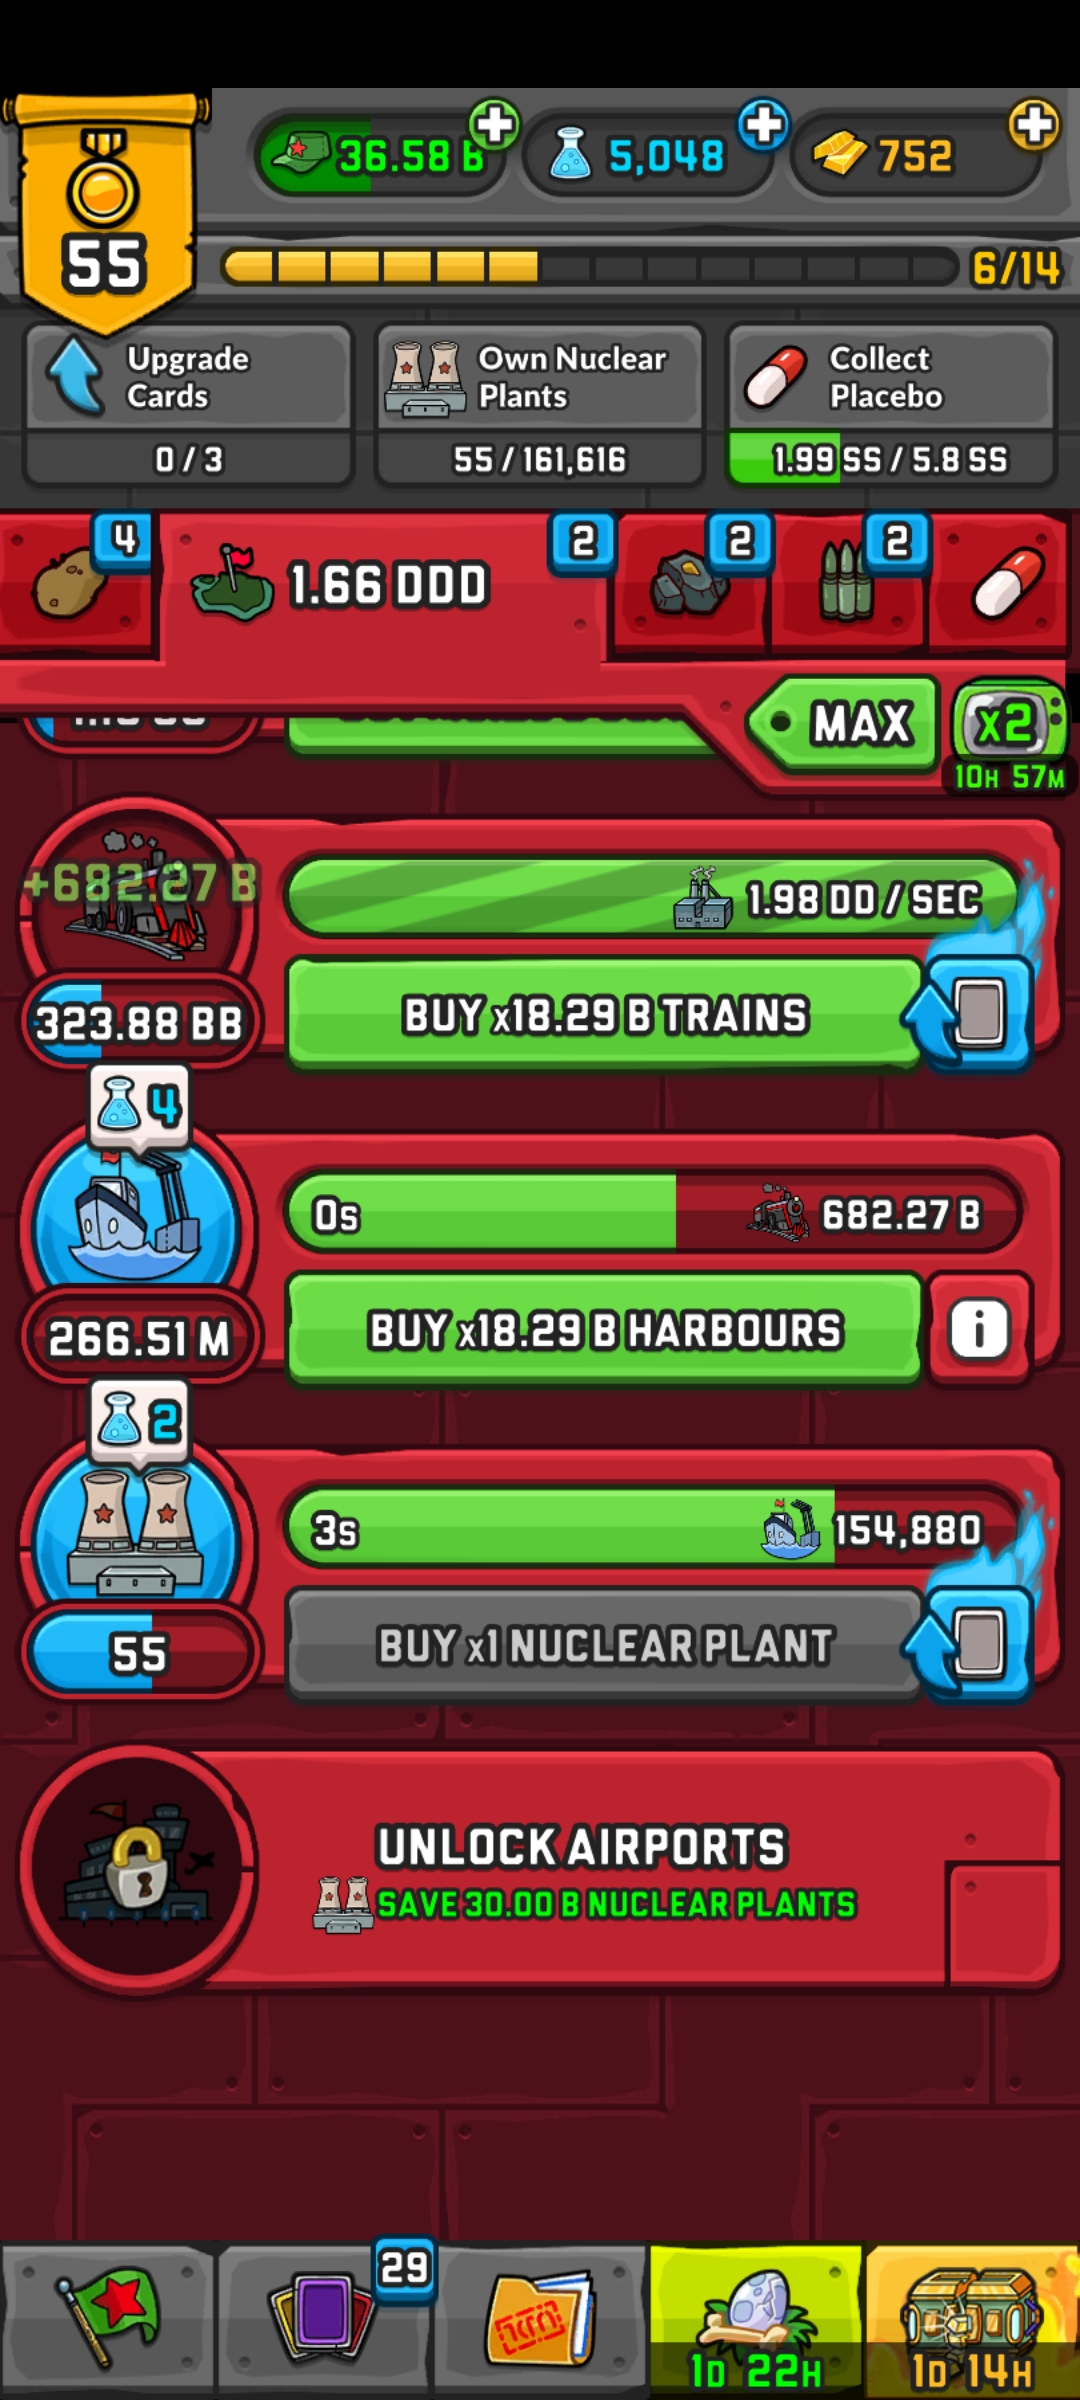 55
36.58 B
5,048
752
6/14
Upgrade
Cards
0 / 3
Own Nuclear
Plants
55 / 161,616
Collect
Placebo
1.99 SS / 5.8 SS
4
1.66 DDD
2
2
2
MAX
x2
10H 57M
+682.27 B
1.98 DD / SEC
323.88 BB
BUY x18.29 B TRAINS
4
0s
682.27 B
266.51 M
BUY x18.29 B HARBOURS
i
2
3s
154,880
55
BUY x1 NUCLEAR PLANT
UNLOCK AIRPORTS
SAVE 30.00 B NUCLEAR PLANTS
29
1D 22H
1D 14H